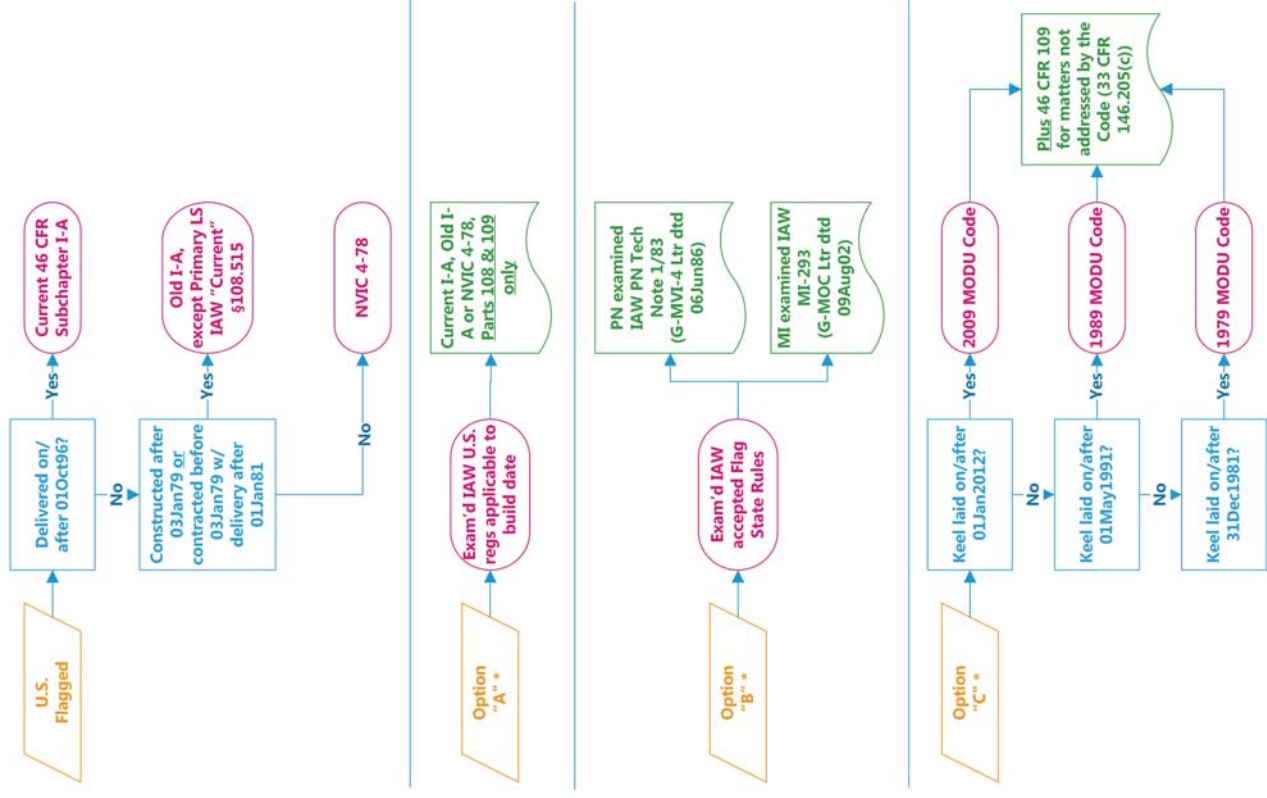 U.S.
Flagged
Delivered on/
after 01Oct96?
Yes
Current 46 CFR
Subchapter I-A
No
Constructed after
03Jan79 or
contracted before
03Jan79 w/
delivery after
01Jan81
Yes
Old I-A,
except Primary LS
IAW "Current"
§108.515
No
NVIC 4-78
Option
"A" *
Exam'd IAW U.S.
regs applicable to
build date
Current I-A, Old I-
A or NVIC 4-78,
Parts 108 & 109
only
Option
"B" *
Exam'd IAW
accepted Flag
State Rules
PN examined
IAW PN Tech
Note 1/83
(G-MVI-4 Ltr dtd
06Jun86)
MI examined IAW
MI-293
(G-MOC Ltr dtd
09Aug02)
Option
"C" *
Keel laid on/after
01Jan2012?
Yes
2009 MODU Code
No
Keel laid on/after
01May1991?
Yes
1989 MODU Code
No
Keel laid on/after
31Dec1981?
Yes
1979 MODU Code
Plus 46 CFR 109
for matters not
addressed by the
Code (33 CFR
146.205(c))